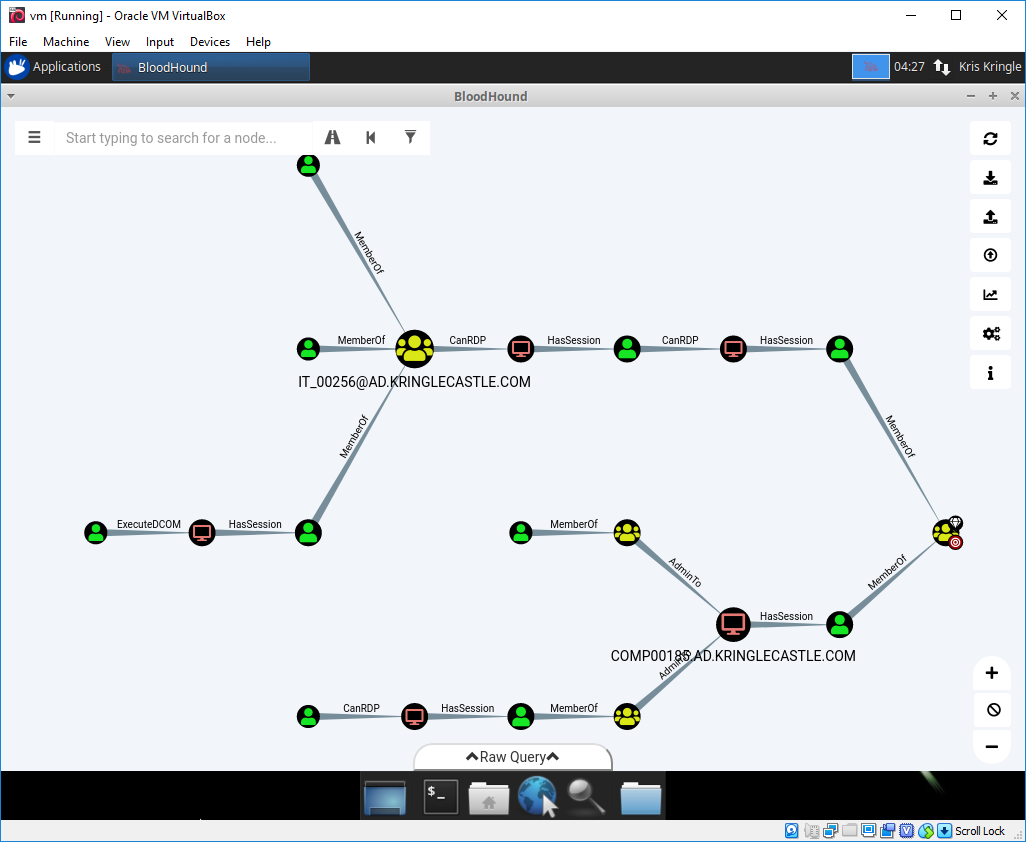 vm [Running] - Oracle VM VirtualBox
File Machine View Input Devices Help
Applications BloodHound 04:27 Kris Kringle
BloodHound
Start typing to search for a node...
MemberOf
MemberOf CanRDP HasSession CanRDP HasSession
IT_00256@AD.KRINGLECASTLE.COM
MemberOf MemberOf
ExecuteDCOM HasSession MemberOf
AdminTo MemberOf
HasSession
COMP00185.AD.KRINGLECASTLE.COM
AdminTo
CanRDP HasSession MemberOf
Raw Query
$_
Scroll Lock